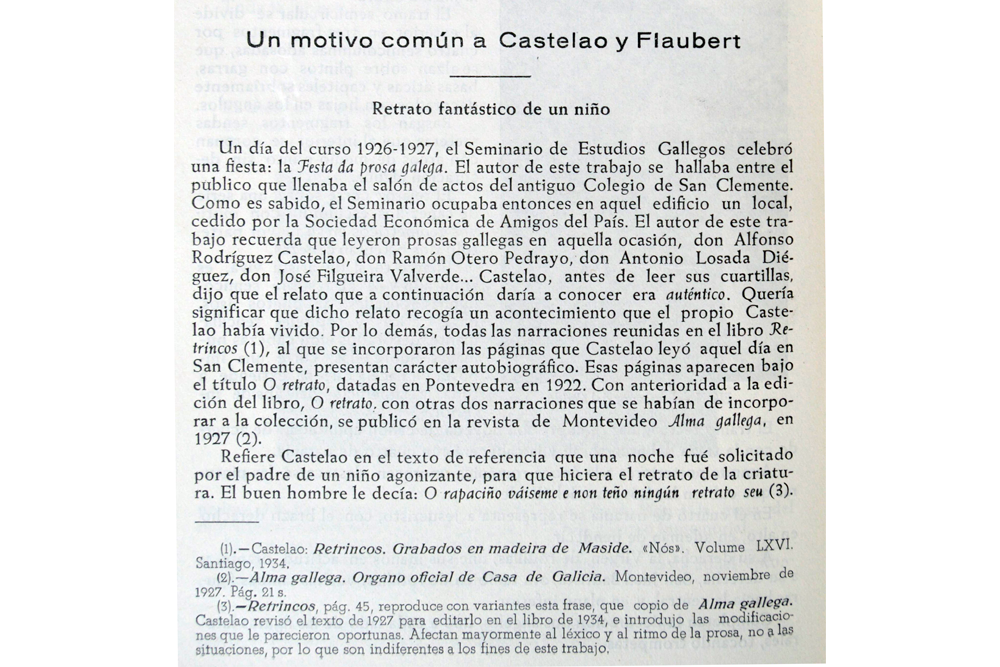 Un motivo común a Castelao y Flaubert
Retrato fantástico de un niño
Un día del curso 1926-1927, el Seminario de Estudios Gallegos celebró
una fiesta: la Festa da prosa galega. El autor de este trabajo se hallaba entre el
publico que llenaba el salón de actos del antiguo Colegio de San Clemente.
Como es sabido, el Seminario ocupaba entonces en aquel edificio un local,
cedido por la Sociedad Económica de Amigos del País. El autor de este tra-
bajo recuerda que leyeron prosas gallegas en aquella ocasión, don Alfonso
Rodríguez Castelao, don Ramón Otero Pedrayo, don Antonio Losada Dié-
guez, don José Filgueira Valverde... Castelao, antes de leer sus cuartillas,
dijo que el relato que a continuación daría a conocer era auténtico. Quería
significar que dicho relato recogía un acontecimiento que el propio Caste-
lao había vivido. Por lo demás, todas las narraciones reunidas en el libro Re-
trincos (1), al que se incorporaron las páginas que Castelao leyó aquel día en
San Clemente, presentan carácter autobiográfico. Esas páginas aparecen bajo
el título O retrato, datadas en Pontevedra en 1922. Con anterioridad a la edi-
ción del libro, O retrato, con otras dos narraciones que se habían de incorpo-
rar a la colección, se publicó en la revista de Montevideo Alma gallega, en
1927 (2).
Refiere Castelao en el texto de referencia que una noche fué solicitado
por el padre de un niño agonizante, para que hiciera el retrato de la criatu-
ra. El buen hombre le decía: O rapaciño váiseme e non teño ningún retrato seu (3).
(1).—Castelao: Retrincos. Grabados en madeira de Maside. «Nós». Volume LXVI.
Santiago, 1934.
(2).—Alma gallega. Organo oficial de Casa de Galicia. Montevideo, noviembre de
1927. Pág. 21 s.
(3).—Retrincos, pág. 45, reproduce con variantes esta frase, que copio de Alma gallega.
Castelao revisó el texto de 1927 para editarlo en el libro de 1934, e introdujo las modificacio-
nes que le parecieron oportunas. Afectan mayormente al léxico y al ritmo de la prosa, no a las
situaciones, por lo que son indiferentes a los fines de este trabajo.